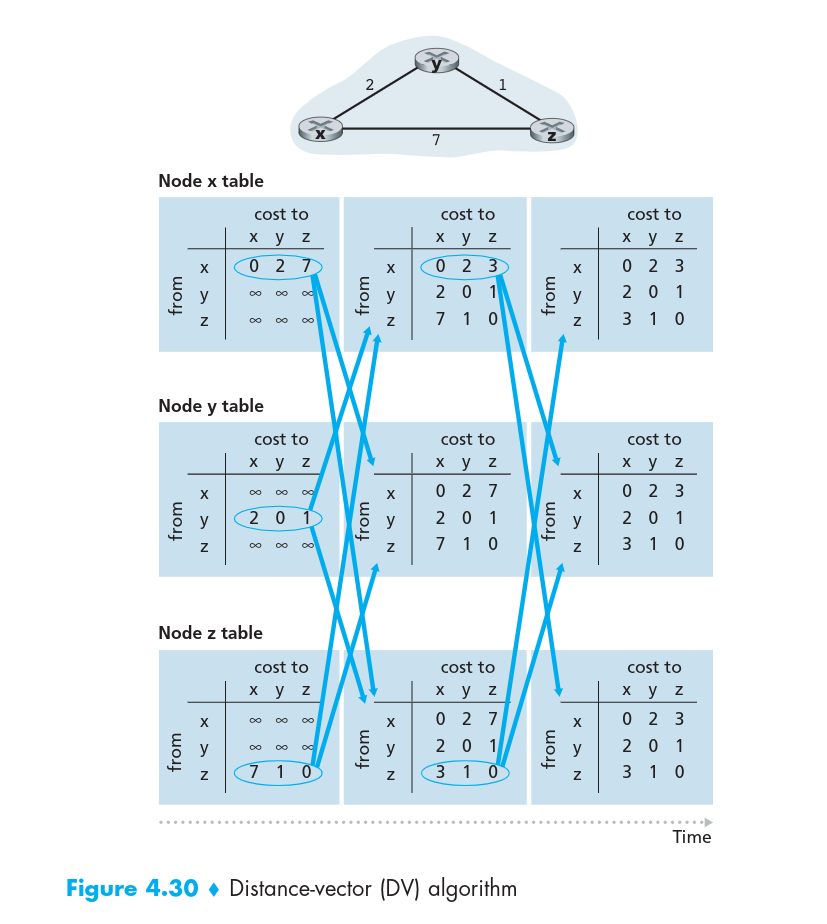 y
2
1
x
7
z
Node x table
cost to
x y z
from
x 0 2 7
y ∞ ∞ ∞
z ∞ ∞ ∞
cost to
x y z
from
x 0 2 3
y 2 0 1
z 7 1 0
cost to
x y z
from
x 0 2 3
y 2 0 1
z 3 1 0
Node y table
cost to
x y z
from
x ∞ ∞ ∞
y 2 0 1
z ∞ ∞ ∞
cost to
x y z
from
x 0 2 7
y 2 0 1
z 7 1 0
cost to
x y z
from
x 0 2 3
y 2 0 1
z 3 1 0
Node z table
cost to
x y z
from
x ∞ ∞ ∞
y ∞ ∞ ∞
z 7 1 0
cost to
x y z
from
x 0 2 7
y 2 0 1
z 3 1 0
cost to
x y z
from
x 0 2 3
y 2 0 1
z 3 1 0
Time
Figure 4.30 ♦ Distance-vector (DV) algorithm